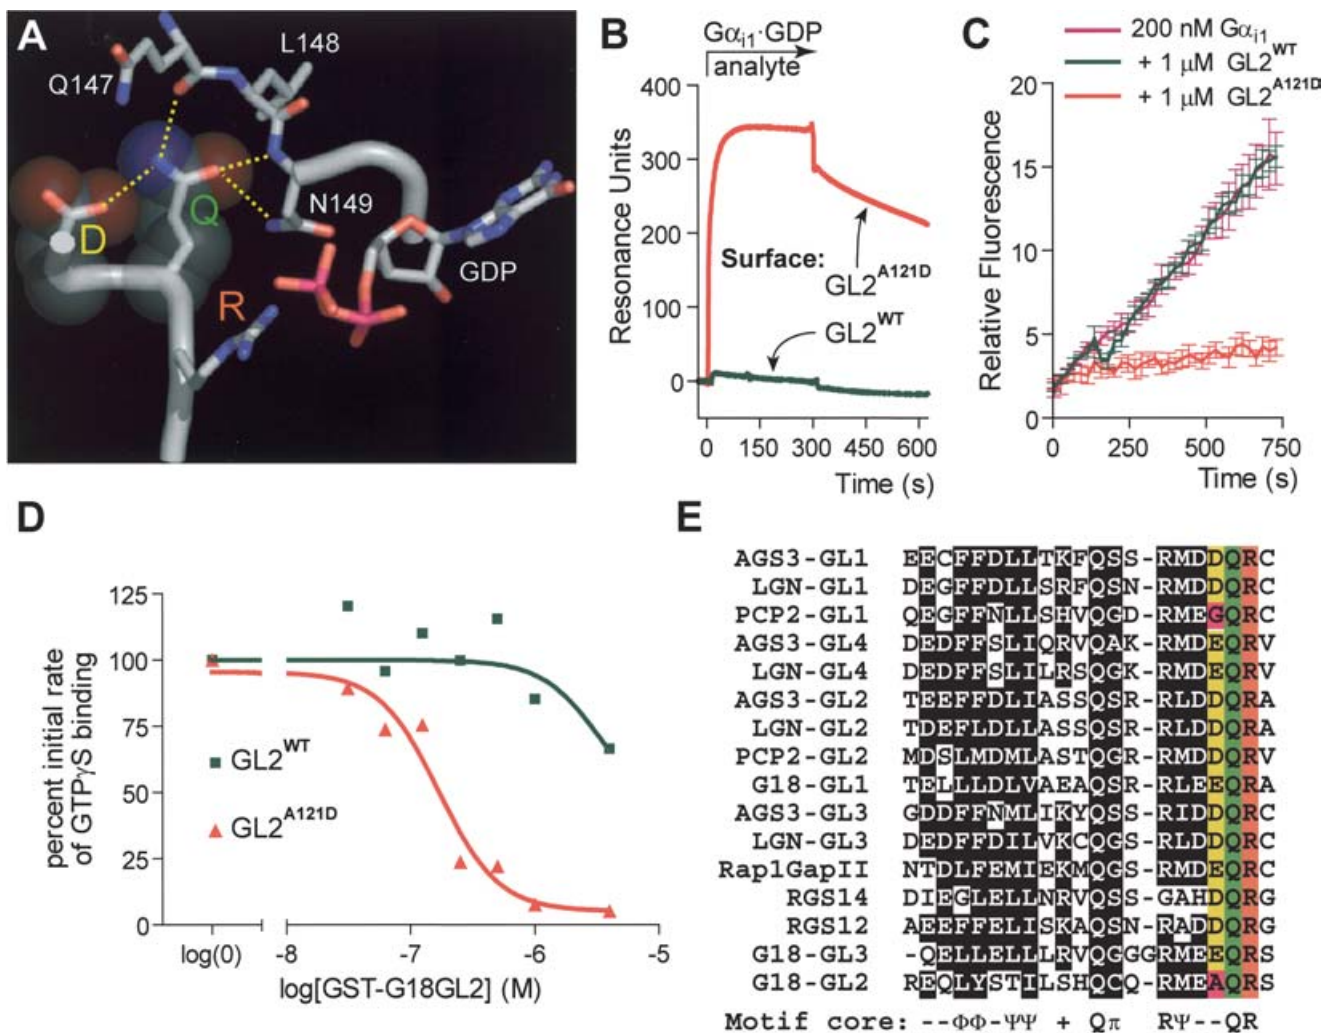 A
Q147
L148
N149
GDP
D
Q
R
B
Gαi1·GDP
analyte
Resonance Units
400
300
200
100
0
Surface:
GL2A121D
GL2WT
0 150 300 450 600
Time (s)
C
200 nM Gαi1
+ 1 μM GL2WT
+ 1 μM GL2A121D
Relative Fluorescence
20
15
10
5
0
0 250 500 750
Time (s)
D
percent initial rate
of GTPγS binding
125
100
75
50
25
0
GL2WT
GL2A121D
log(0) -8 -7 -6 -5
log[GST-G18GL2] (M)
E
AGS3-GL1 EECFFDLLTKFQSS-RMDDQRC
LGN-GL1 DEGFFDLLSRFQSN-RMDDQRC
PCP2-GL1 QEGFFNLLSHVQGD-RMEGQRC
AGS3-GL4 DEDFFSLIQRVQAK-RMDEQRV
LGN-GL4 DEDFFSLILRSQGK-RMDEQRV
AGS3-GL2 TEEFFDLIASSQSR-RLDDQRA
LGN-GL2 TDEFLDLLASSQSR-RLDDQRA
PCP2-GL2 MDSLMDMLASTQGR-RMDDQRV
G18-GL1 TELLLDLVAEAQSR-RLEEQRA
AGS3-GL3 GDDFFNMLIKYQSS-RIDDQRC
LGN-GL3 DEDFFDILVKCQGS-RLDDQRC
Rap1GapII NTDLFEMIEKMQGS-RMDEQRC
RGS14 DIEGLELLNRVQSS-GAHDQRG
RGS12 AEEFFELISKAQSN-RADDQRG
G18-GL3 -QELLELLLRVQGGGRMEEQRS
G18-GL2 REQLYSTILSHQCQ-RMEAQRS
Motif core: --ΦΦ-ΨΨ + Qπ RΨ--QR